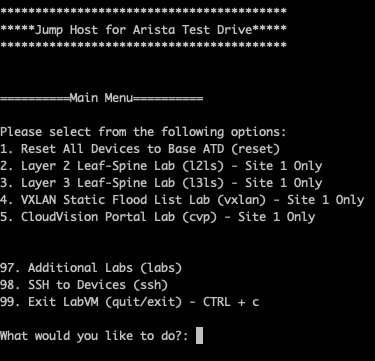 *****************************************
*****Jump Host for Arista Test Drive*****
*****************************************
==========Main Menu==========
Please select from the following options:
1. Reset All Devices to Base ATD (reset)
2. Layer 2 Leaf-Spine Lab (l2ls) - Site 1 Only
3. Layer 3 Leaf-Spine Lab (l3ls) - Site 1 Only
4. VXLAN Static Flood List Lab (vxlan) - Site 1 Only
5. CloudVision Portal Lab (cvp) - Site 1 Only
97. Additional Labs (labs)
98. SSH to Devices (ssh)
99. Exit LabVM (quit/exit) - CTRL + c
What would you like to do?: